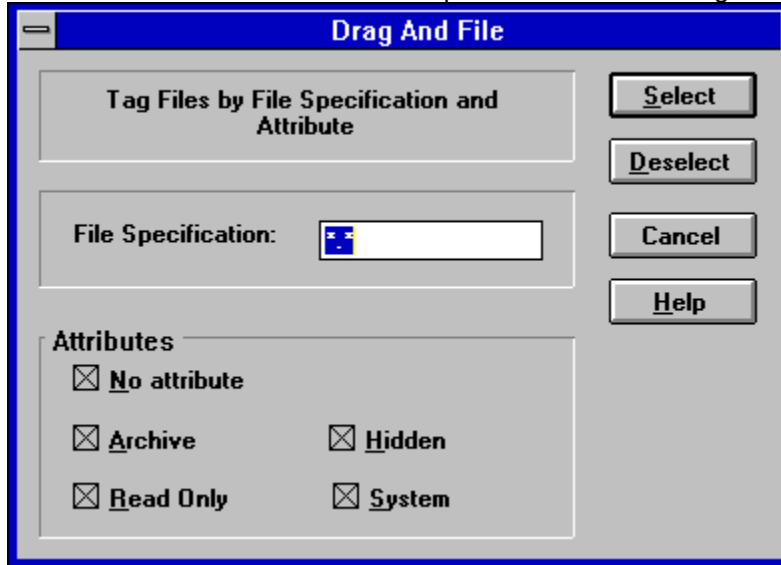 Drag And File
Tag Files by File Specification and
Attribute
Select
Deselect
File Specification: *.*
Cancel
Help
Attributes
No attribute
Archive
Hidden
Read Only
System